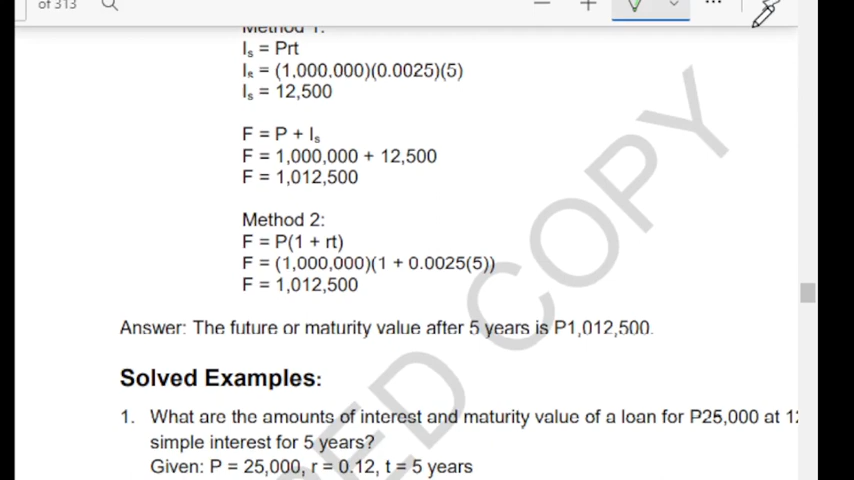 of 313
Method 1:
Is = Prt
Is = (1,000,000)(0.0025)(5)
Is = 12,500
F = P + Is
F = 1,000,000 + 12,500
F = 1,012,500
Method 2:
F = P(1 + rt)
F = (1,000,000)(1 + 0.0025(5))
F = 1,012,500
Answer: The future or maturity value after 5 years is P1,012,500.
Solved Examples:
1. What are the amounts of interest and maturity value of a loan for P25,000 at
simple interest for 5 years?
Given: P = 25,000, r = 0.12, t = 5 years
ED COPY